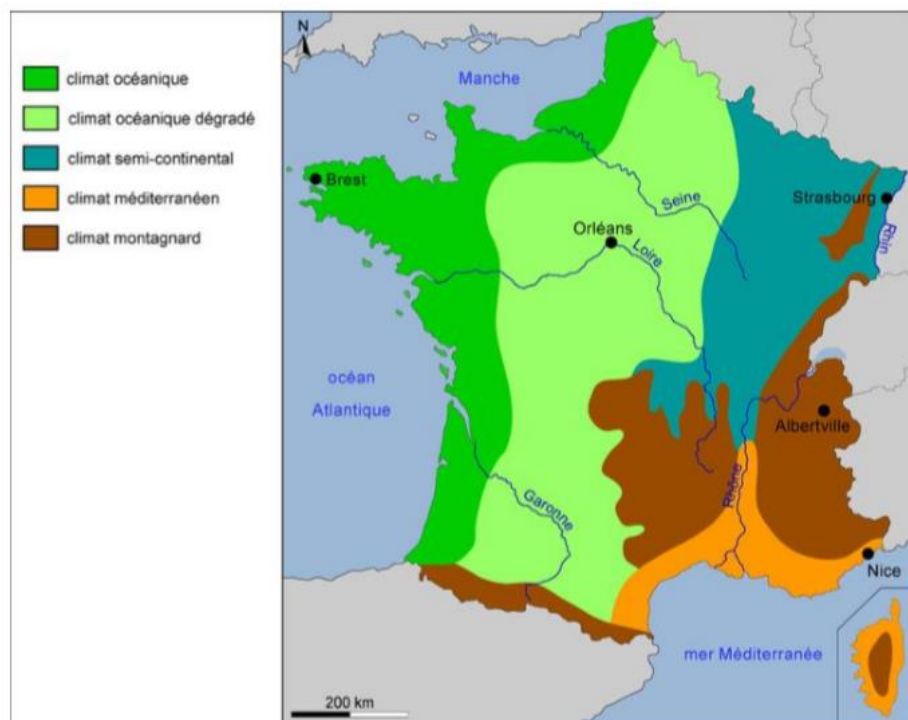 climat océanique
climat océanique dégradé
climat semi-continental
climat méditerranéen
climat montagnard
N
Manche
Brest
Strasbourg
Rhin
Seine
Orléans
Loire
océan
Atlantique
Albertville
Rhône
Garonne
Nice
mer Méditerranée
200 km